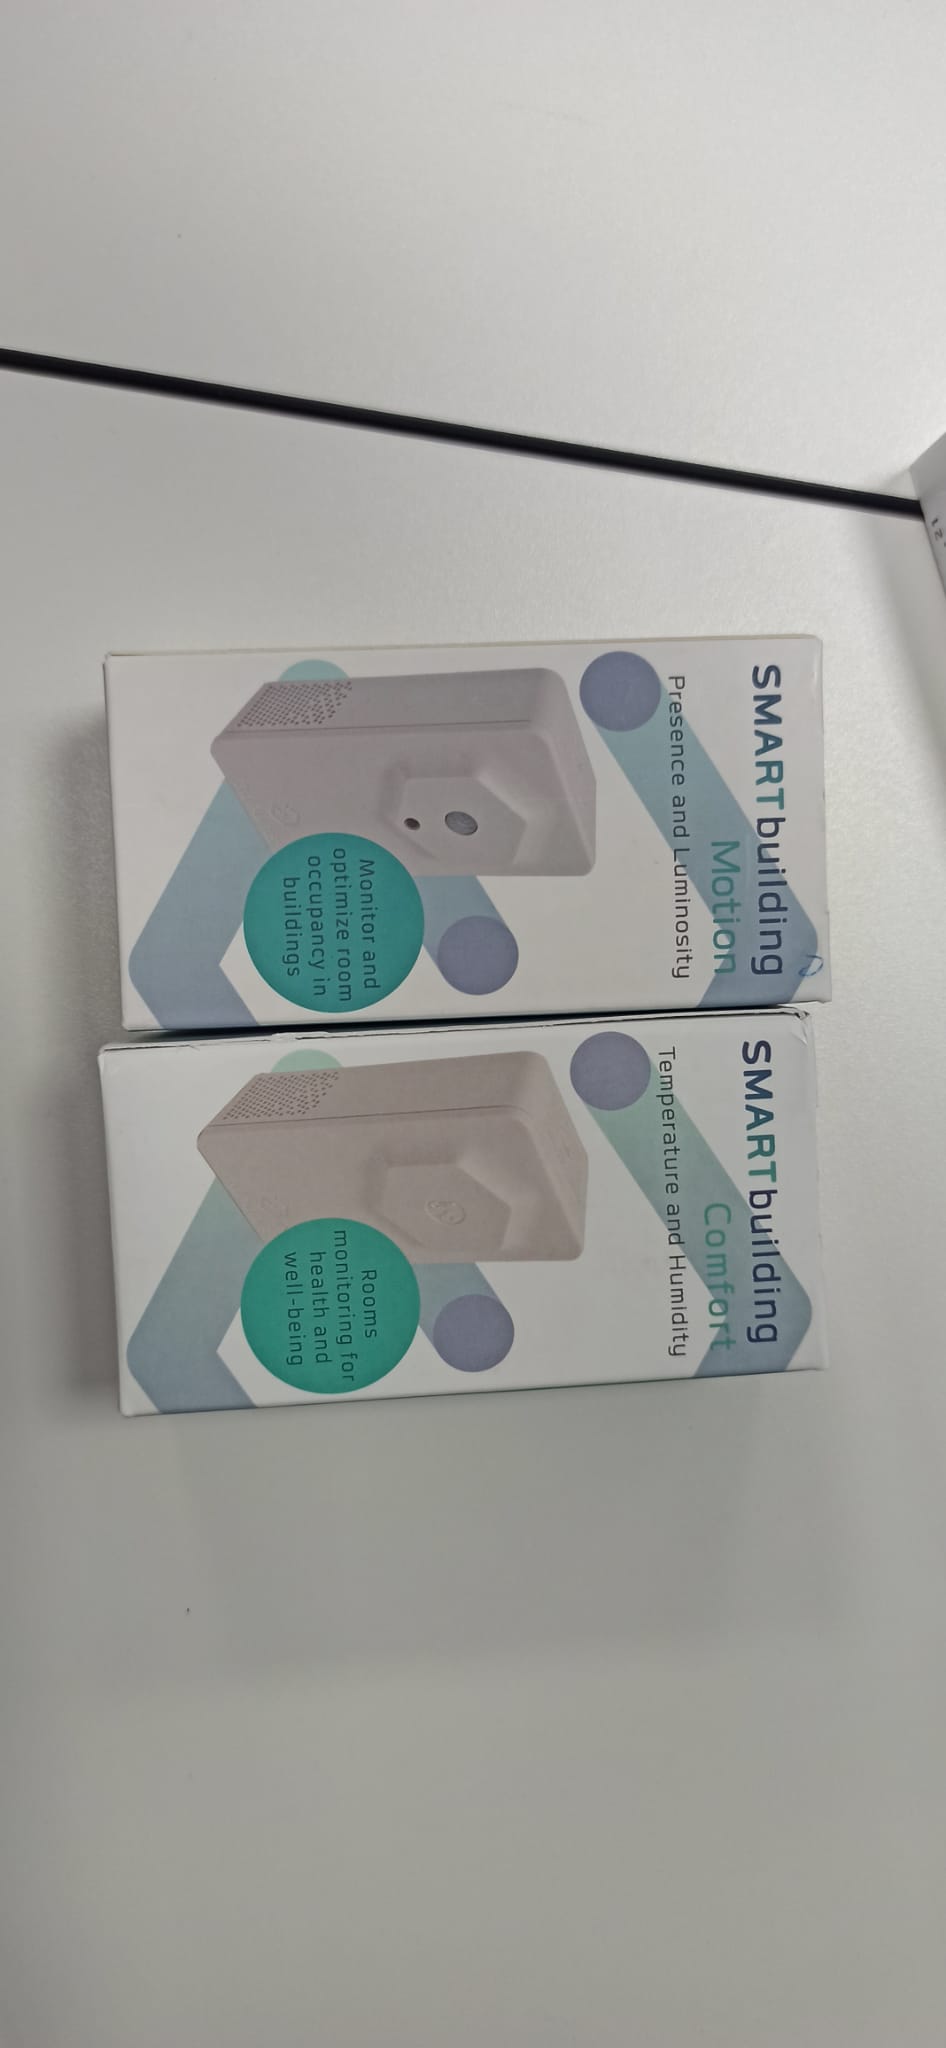 SMARTbuilding
Motion
Presence and Luminosity
Monitor and
optimize room
occupancy in
buildings
SMARTbuilding
Comfort
Temperature and Humidity
Rooms
monitoring for
health and
well-being